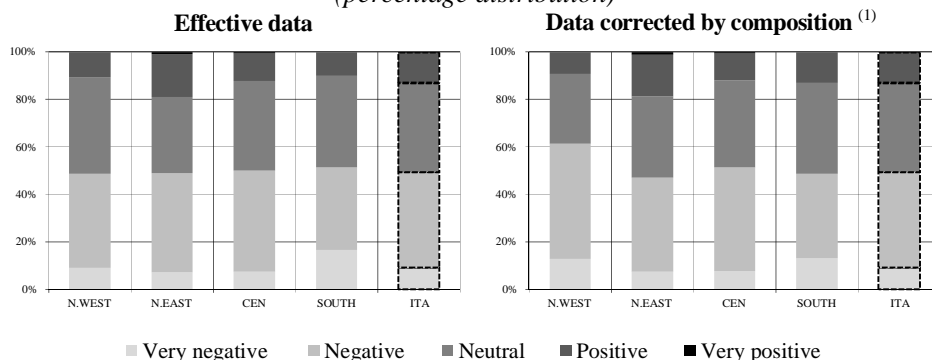 (percentage distribution)
Effective data
100%
80%
60%
40%
20%
0%
N.WEST N.EAST CEN SOUTH ITA
Data corrected by composition (1)
100%
80%
60%
40%
20%
0%
N.WEST N.EAST CEN SOUTH ITA
Very negative Negative Neutral Positive Very positive